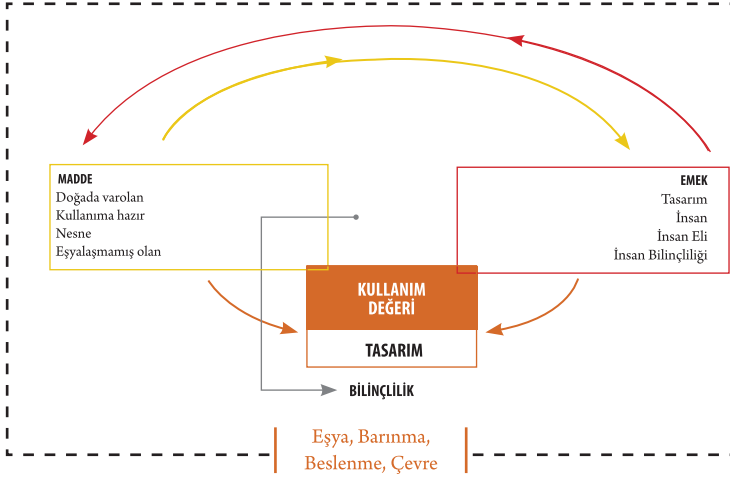 MADDE
Doğada varolan
Kullanıma hazır
Nesne
Eşyalaşmamış olan
EMEK
Tasarım
İnsan
İnsan Eli
İnsan Bilinçliliği
KULLANIM
DEĞERİ
TASARIM
BİLİNÇLİLİK
Eşya, Barınma,
Beslenme, Çevre